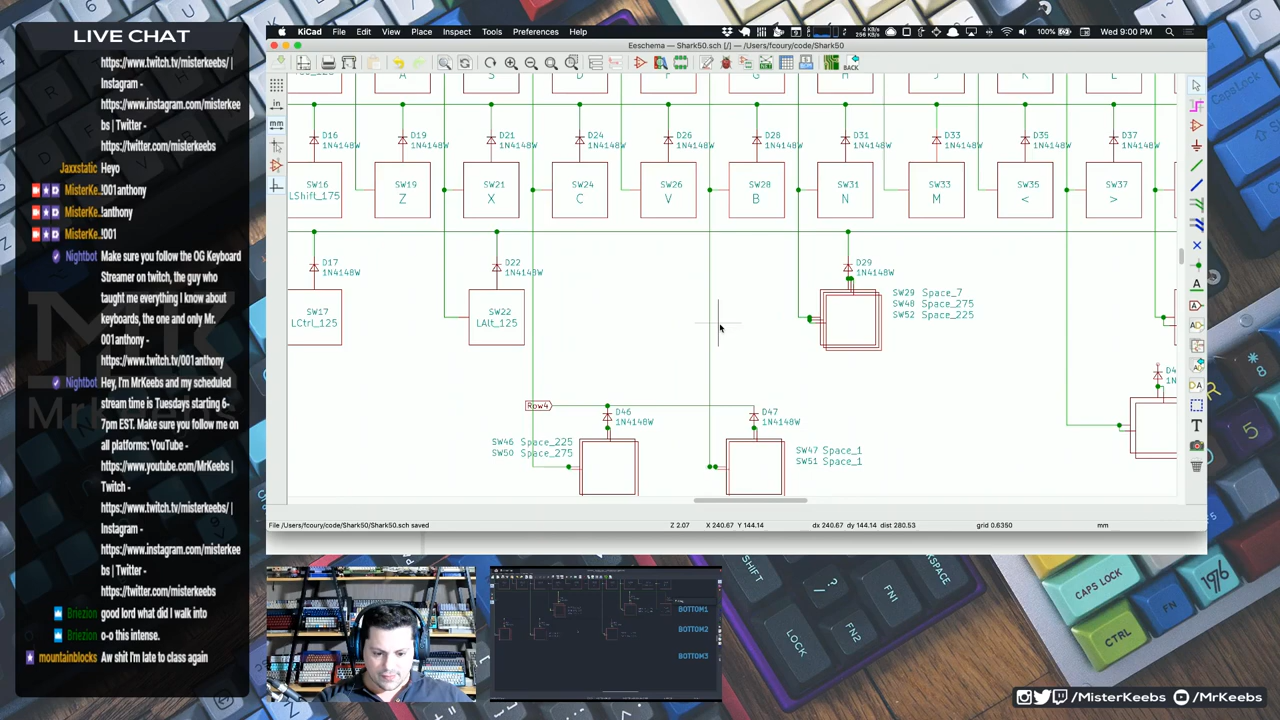 LIVE CHAT
https://www.twitch.tv/misterkeebs/ |
Instagram -
https://www.instagram.com/misterkee
bs | Twitter -
https://twitter.com/misterkeebs
Jaxxstatic Heyo
MisterKe..: !001anthony
MisterKe..: !anthony
MisterKe..: !001
Nightbot Make sure you follow the OG Keyboard
Streamer on twitch, the guy who
taught me everything I know about
keyboards, the one and only Mr.
001anthony -
https://www.twitch.tv/001anthony
Nightbot Hey, I'm MrKeebs and my scheduled
stream time is Tuesdays starting 6-
7pm EST. Make sure you follow me on
all platforms: YouTube -
https://www.youtube.com/MrKeebs |
Twitch -
https://www.twitch.tv/misterkeebs/ |
Instagram -
https://www.instagram.com/misterkee
bs | Twitter -
https://twitter.com/misterkeebs
Briezion good lord what did I walk into
Briezion o-o this intense.
mountainblocks Aw shit I'm late to class again
KiCad File Edit View Place Inspect Tools Preferences Help
100% Wed 9:00 PM
Eeschema — Shark50.sch [/] — /Users/fcoury/code/Shark50
BACK
in
mm
D16 1N4148W
D19 1N4148W
D21 1N4148W
D24 1N4148W
D26 1N4148W
D28 1N4148W
D31 1N4148W
D33 1N4148W
D35 1N4148W
D37 1N4148W
SW16 LShift_175
SW19 Z
SW21 X
SW24 C
SW26 V
SW28 B
SW31 N
SW33 M
SW35 <
SW37 >
D17 1N4148W
D22 1N4148W
D29 1N4148W
SW17 LCtrl_125
SW22 LAlt_125
SW29 Space_7
SW48 Space_275
SW52 Space_225
Row4
D46 1N4148W
D47 1N4148W
SW46 Space_225
SW50 Space_275
SW47 Space_1
SW51 Space_1
File /Users/fcoury/code/Shark50/Shark50.sch saved
Z 2.07
X 240.67 Y 144.14
dx 240.67 dy 144.14 dist 280.53
grid 0.6350
mm
BOTTOM1
BOTTOM2
BOTTOM3
SHIFT
FN1
FN2
LOCK
CAPS LOCK
CTRL
FN
196
/MisterKeebs /MrKeebs